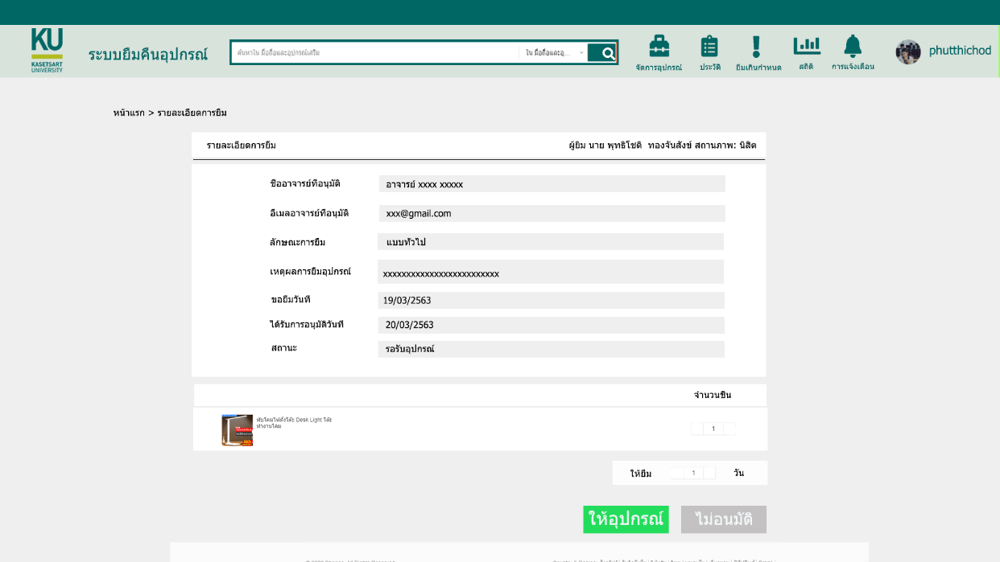 KU
KASETSART
UNIVERSITY
ระบบยืมคืนอุปกรณ์
ค้นหาใน มือถือและอุปกรณ์เสริม
ใน มือถือและอุ...
จัดการอุปกรณ์
ประวัติ
ยืมเกินกำหนด
สถิติ
การแจ้งเตือน
phutthichod
หน้าแรก > รายละเอียดการยืม
รายละเอียดการยืม
ผู้ยืม นาย พุทธิโชติ ทองจันสังข์ สถานภาพ: นิสิต
ชื่ออาจารย์ที่อนุมัติ
อาจารย์ xxxx xxxxx
อีเมลอาจารย์ที่อนุมัติ
xxx@gmail.com
ลักษณะการยืม
แบบทั่วไป
เหตุผลการยืมอุปกรณ์
xxxxxxxxxxxxxxxxxxxxxxxxx
ขอยืมวันที่
19/03/2563
ได้รับการอนุมัติวันที่
20/03/2563
สถานะ
รอรับอุปกรณ์
จำนวนชิ้น
พับโคมไฟตั้งโต๊ะ Desk Light โต๊ะ
ทำงานโคม
1
ให้ยืม
1
วัน
ให้อุปกรณ์
ไม่อนมัติ